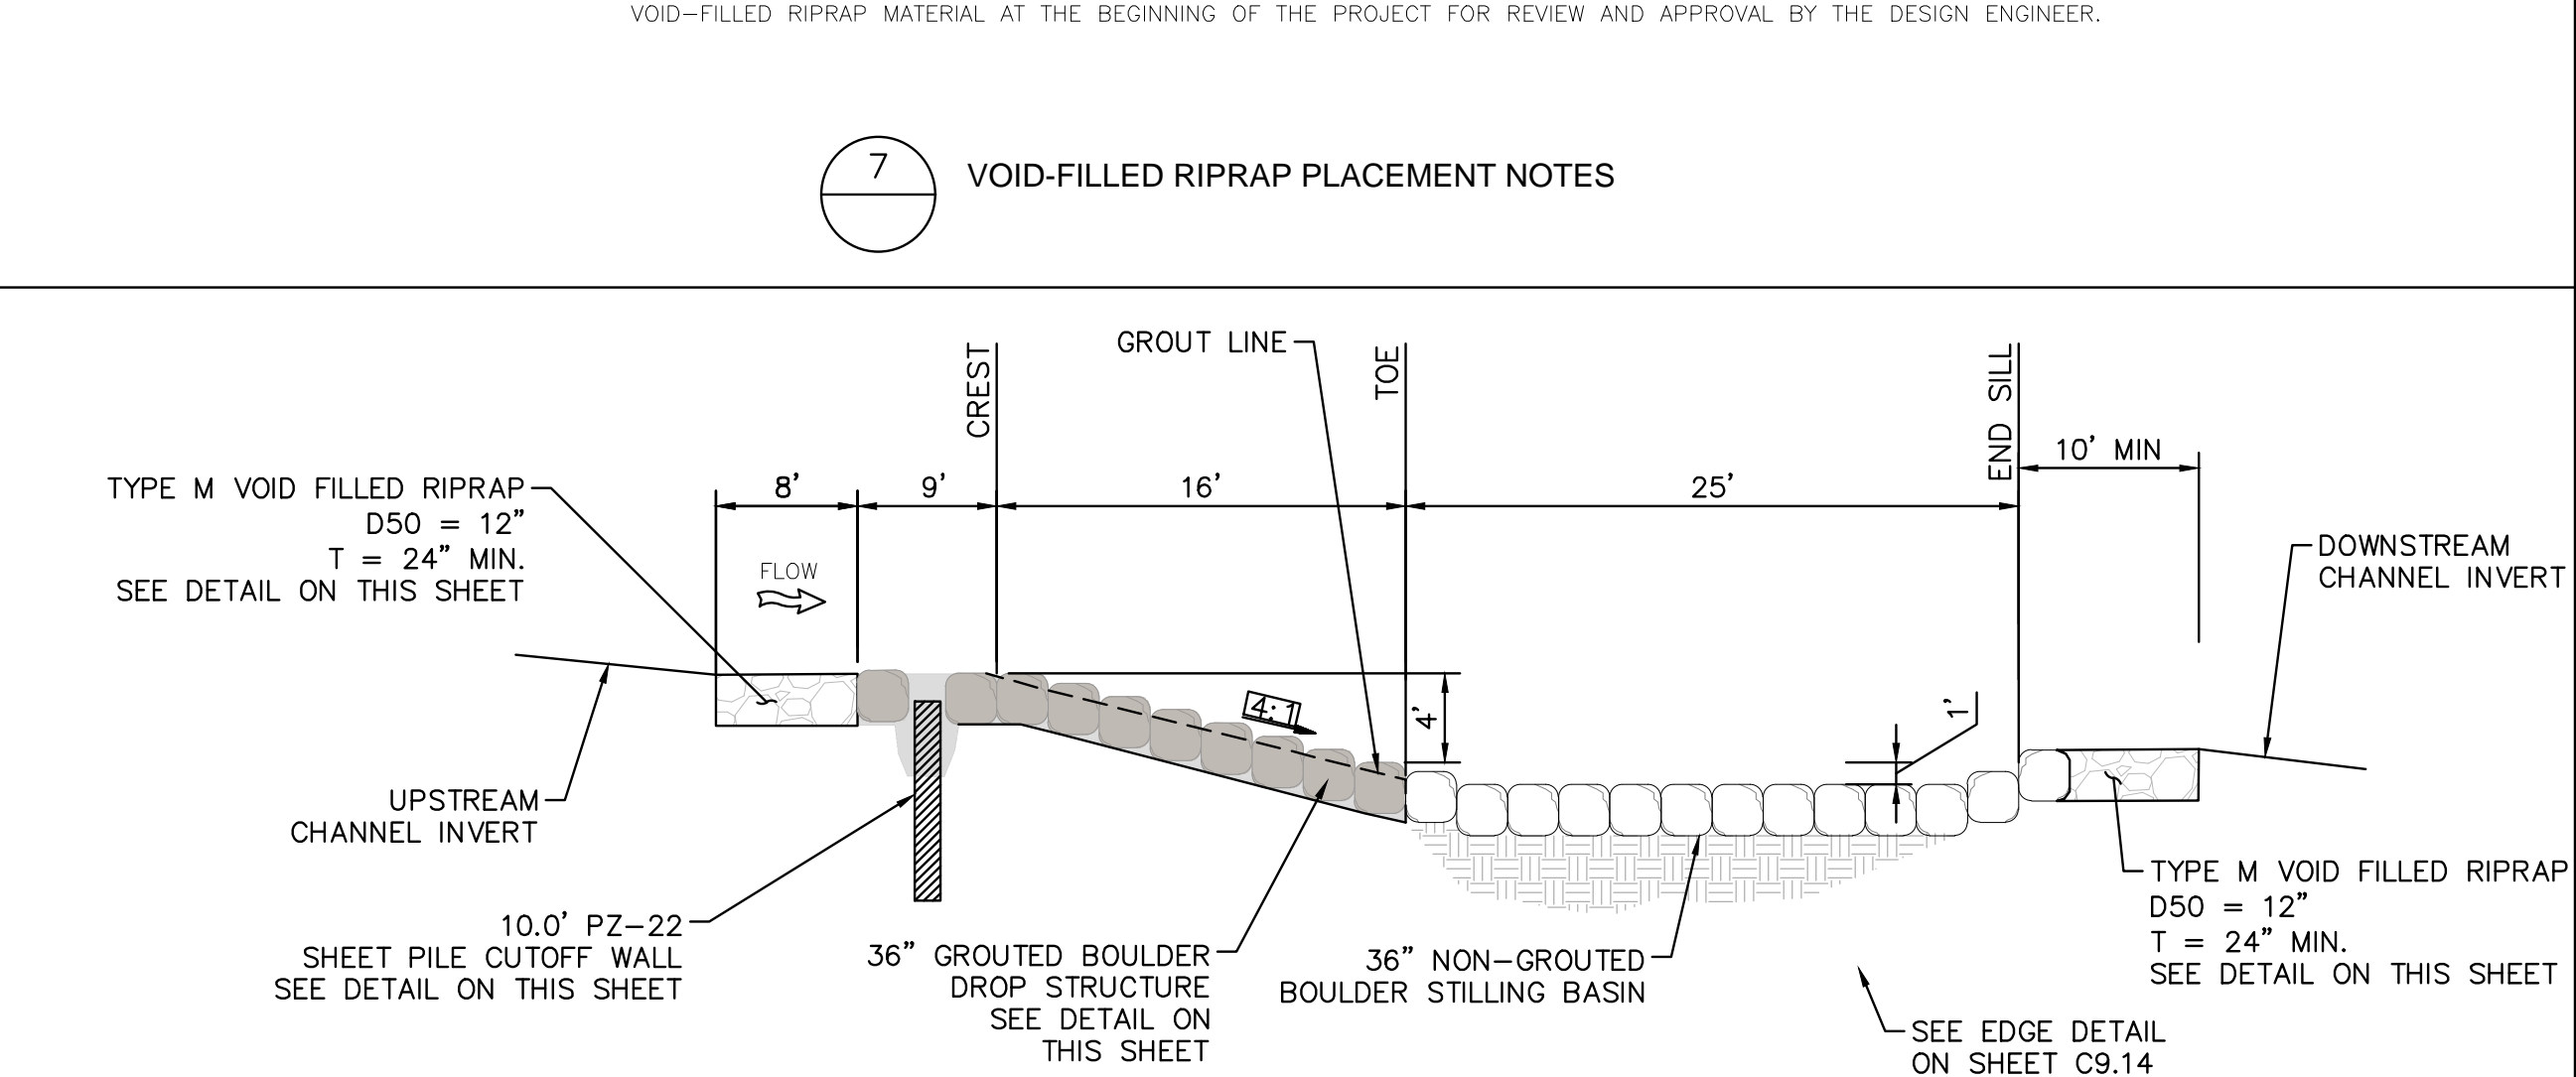 VOID-FILLED RIPRAP MATERIAL AT THE BEGINNING OF THE PROJECT FOR REVIEW AND APPROVAL BY THE DESIGN ENGINEER.
7
VOID-FILLED RIPRAP PLACEMENT NOTES
GROUT LINE
CREST
TOE
END SILL
10' MIN
TYPE M VOID FILLED RIPRAP
D50 = 12"
T = 24" MIN.
SEE DETAIL ON THIS SHEET
8'
9'
16'
25'
FLOW
DOWNSTREAM
CHANNEL INVERT
4:1
4'
1'
UPSTREAM
CHANNEL INVERT
10.0' PZ-22
SHEET PILE CUTOFF WALL
SEE DETAIL ON THIS SHEET
36" GROUTED BOULDER
DROP STRUCTURE
SEE DETAIL ON
THIS SHEET
36" NON-GROUTED
BOULDER STILLING BASIN
TYPE M VOID FILLED RIPRAP
D50 = 12"
T = 24" MIN.
SEE DETAIL ON THIS SHEET
SEE EDGE DETAIL
ON SHEET C9.14